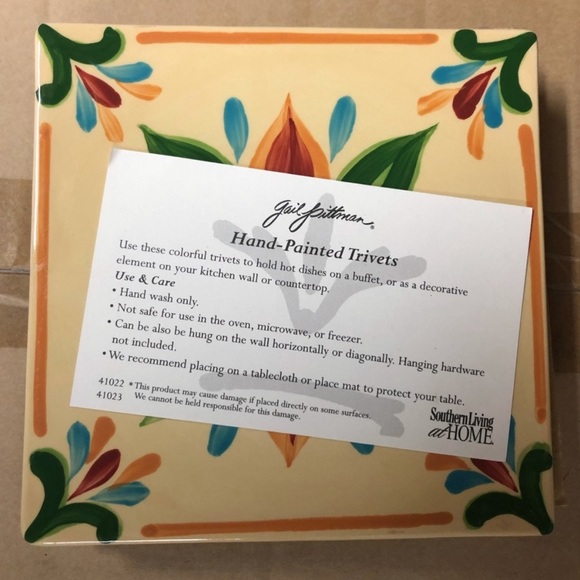 Gail Pittman®
Hand-Painted Trivets
Use these colorful trivets to hold hot dishes on a buffet, or as a decorative
element on your kitchen wall or countertop.
Use & Care
• Hand wash only.
• Not safe for use in the oven, microwave, or freezer.
• Can be also be hung on the wall horizontally or diagonally. Hanging hardware
not included.
• We recommend placing on a tablecloth or place mat to protect your table.
41022 *This product may cause damage if placed directly on some surfaces.
41023 We cannot be held responsible for this damage.
Southern Living
at HOME.